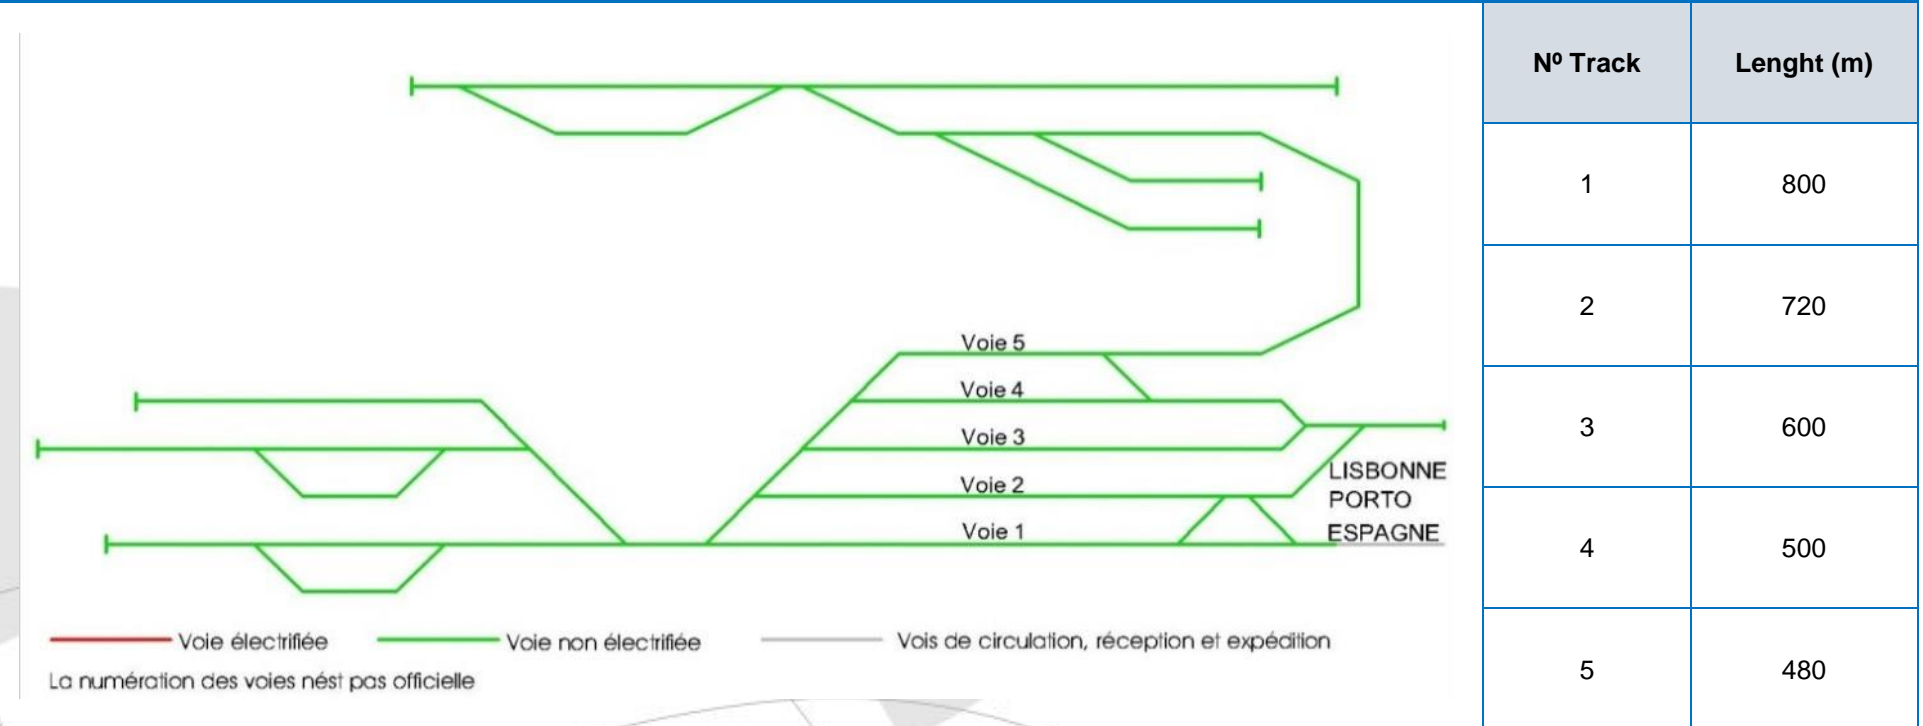 Voie 5
Voie 4
Voie 3
Voie 2
Voie 1
LISBONNE
PORTO
ESPAGNE
Voie électrifiée
Voie non électrifiée
Vois de circulation, réception et expédition
La numération des voies nést pas officielle
Nº Track Lenght (m)
1 800
2 720
3 600
4 500
5 480